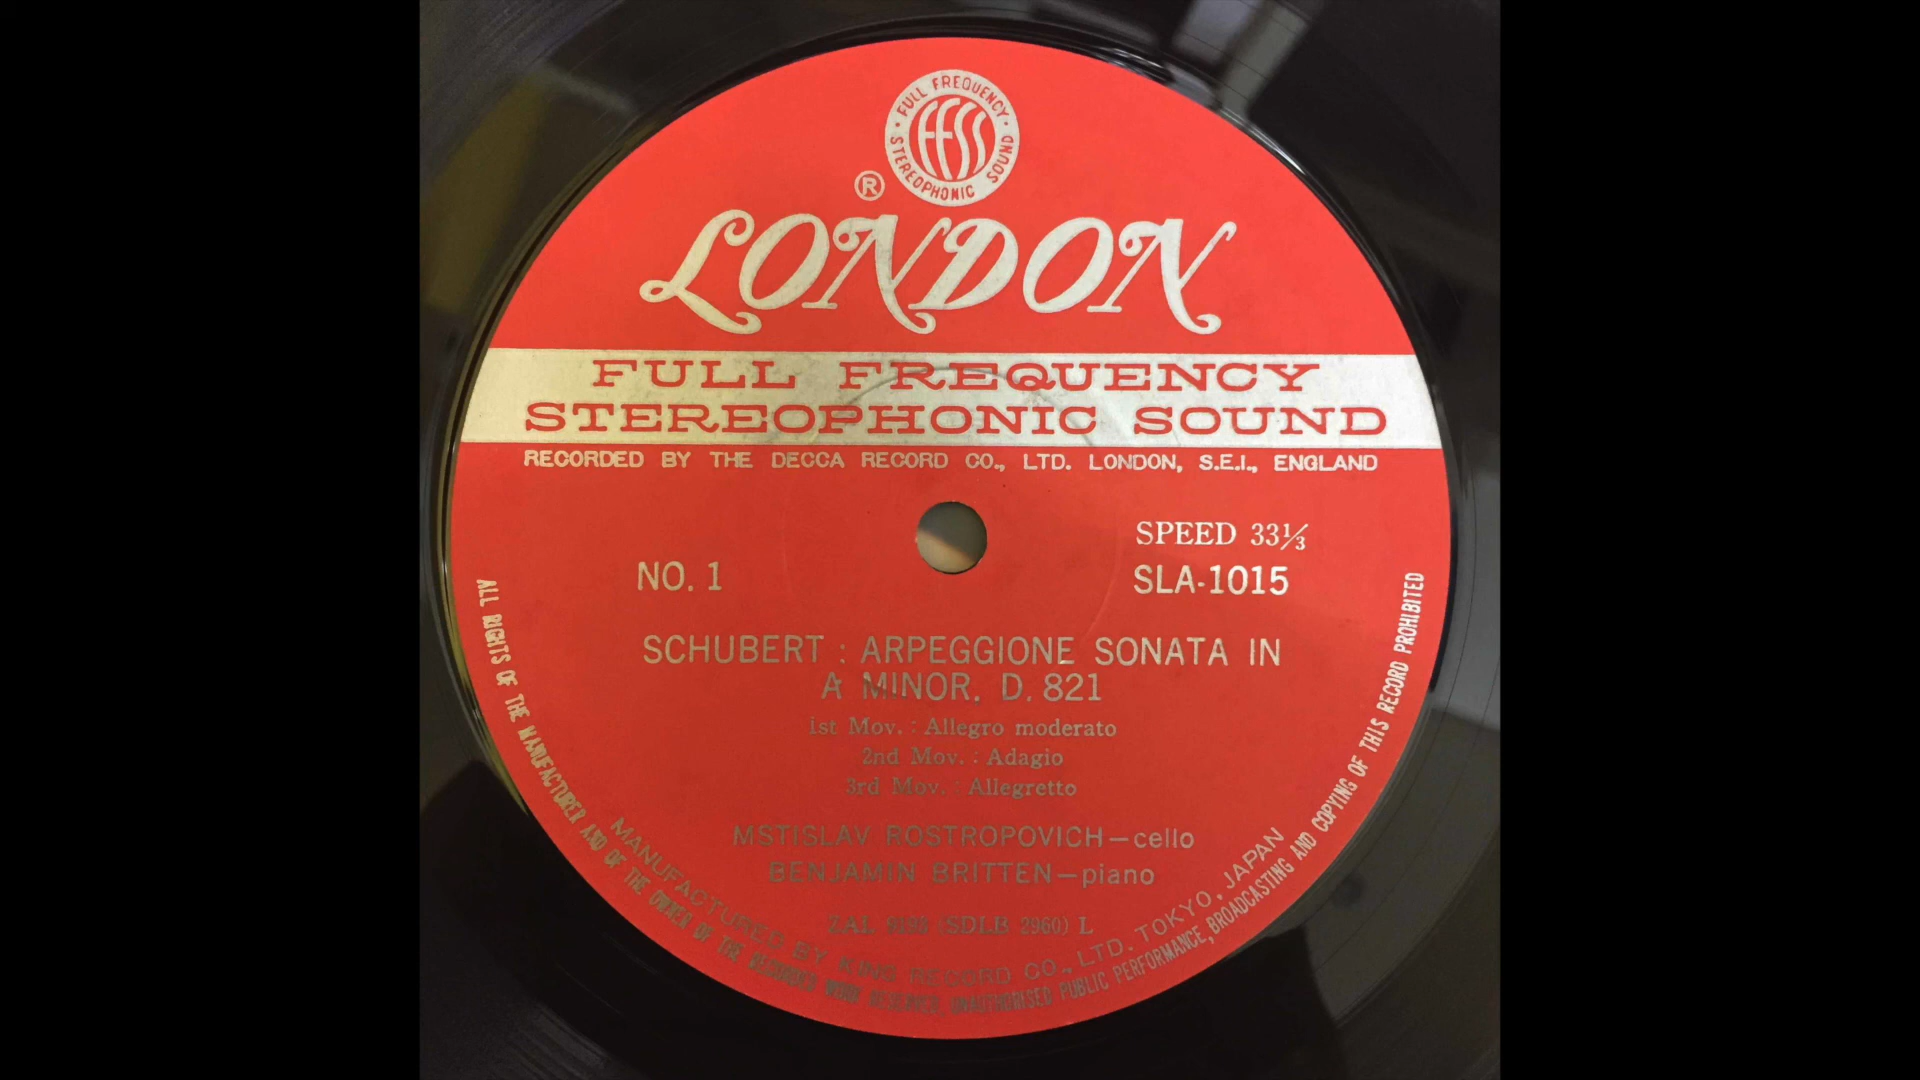 FULL FREQUENCY
FFSS
STEREOPHONIC SOUND
®
LONDON
FULL FREQUENCY
STEREOPHONIC SOUND
RECORDED BY THE DECCA RECORD CO., LTD. LONDON, S.E.I., ENGLAND
SPEED 33⅓
NO. 1
SLA-1015
SCHUBERT : ARPEGGIONE SONATA IN
A MINOR. D. 821
1st Mov. : Allegro moderato
2nd Mov. : Adagio
3rd Mov. : Allegretto
MSTISLAV ROSTROPOVICH—cello
BENJAMIN BRITTEN—piano
ZAL (SDLB 2960) L
MANUFACTURED BY KING RECORD CO., LTD. TOKYO, JAPAN
ALL RIGHTS OF THE MANUFACTURER AND OF THE OWNER OF THE RECORDED WORK RESERVED, UNAUTHORISED PUBLIC PERFORMANCE, BROADCASTING AND COPYING OF THIS RECORD PROHIBITED